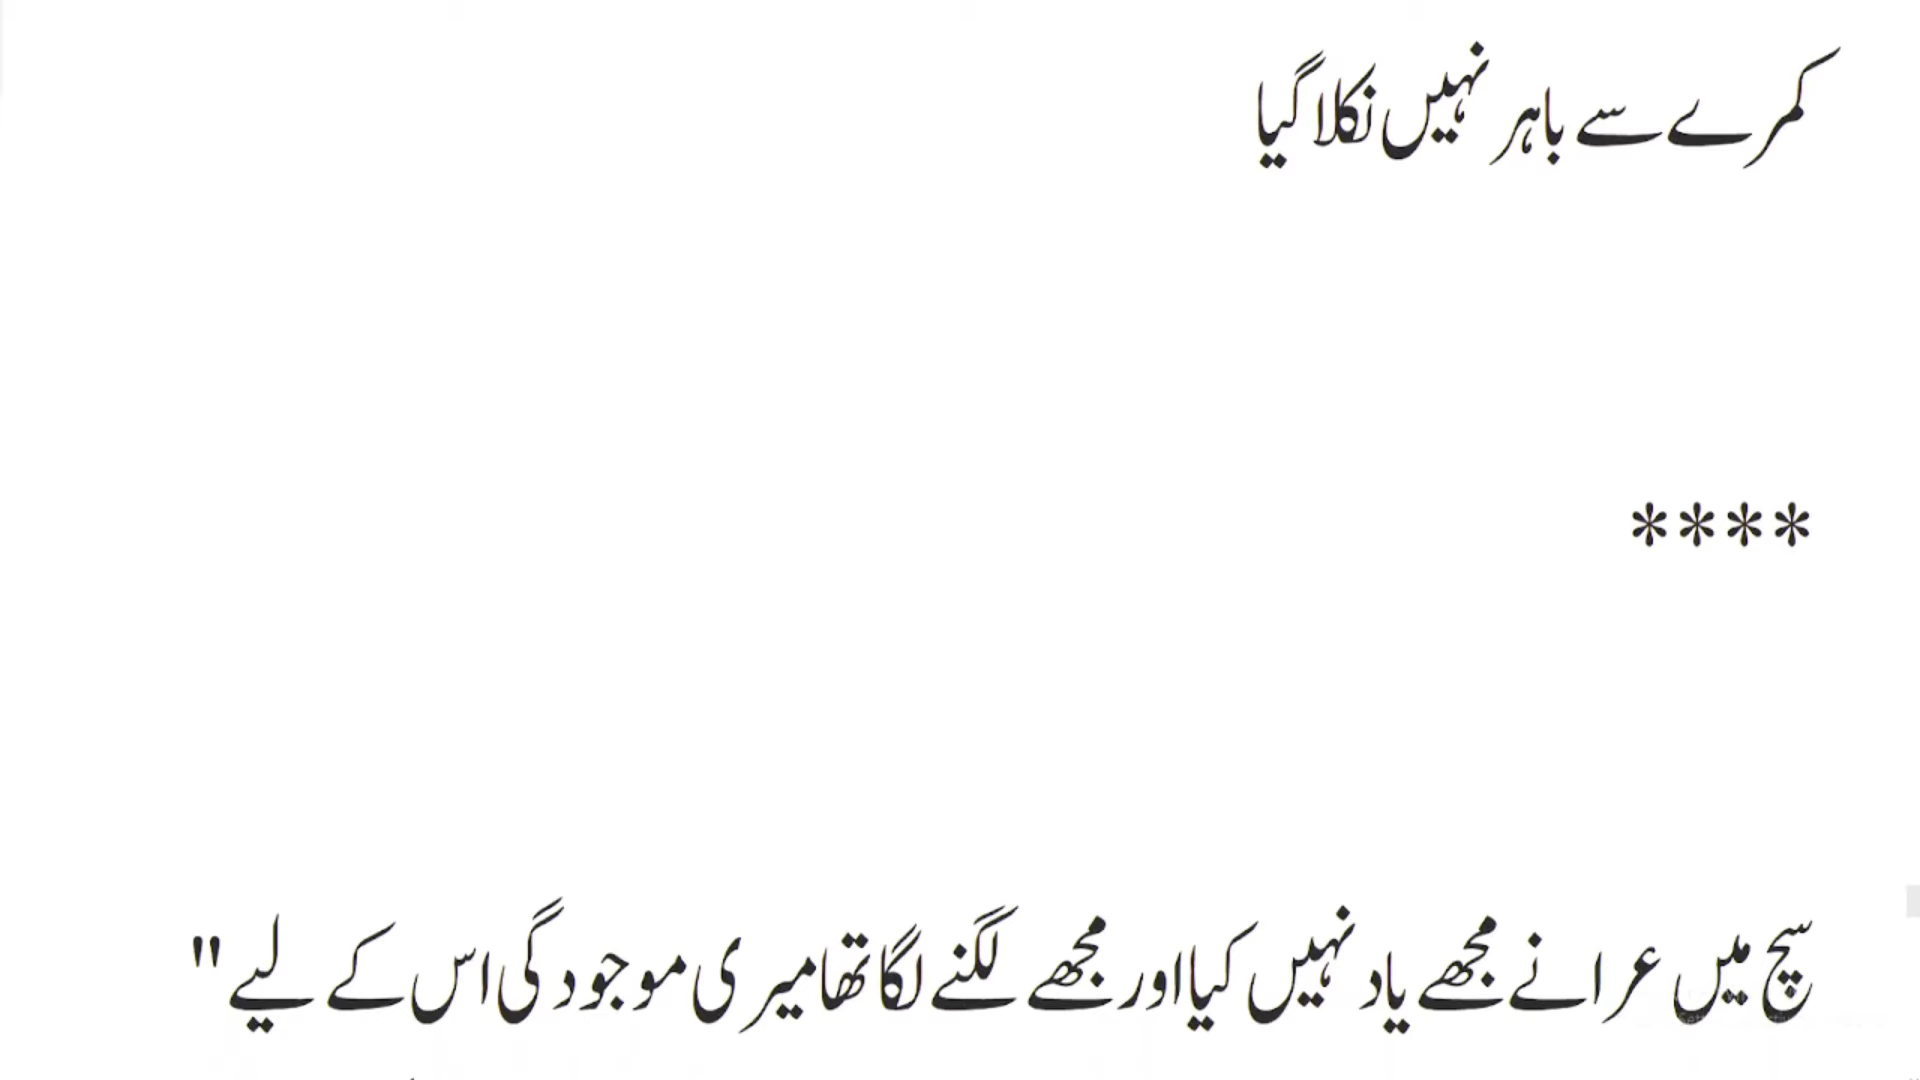 کمرے سے باہر نہیں نکلا گیا
****
سچ میں عرا نے مجھے یاد نہیں کیا اور مجھے لگنے لگا تھا میری موجودگی اس کے لیے "